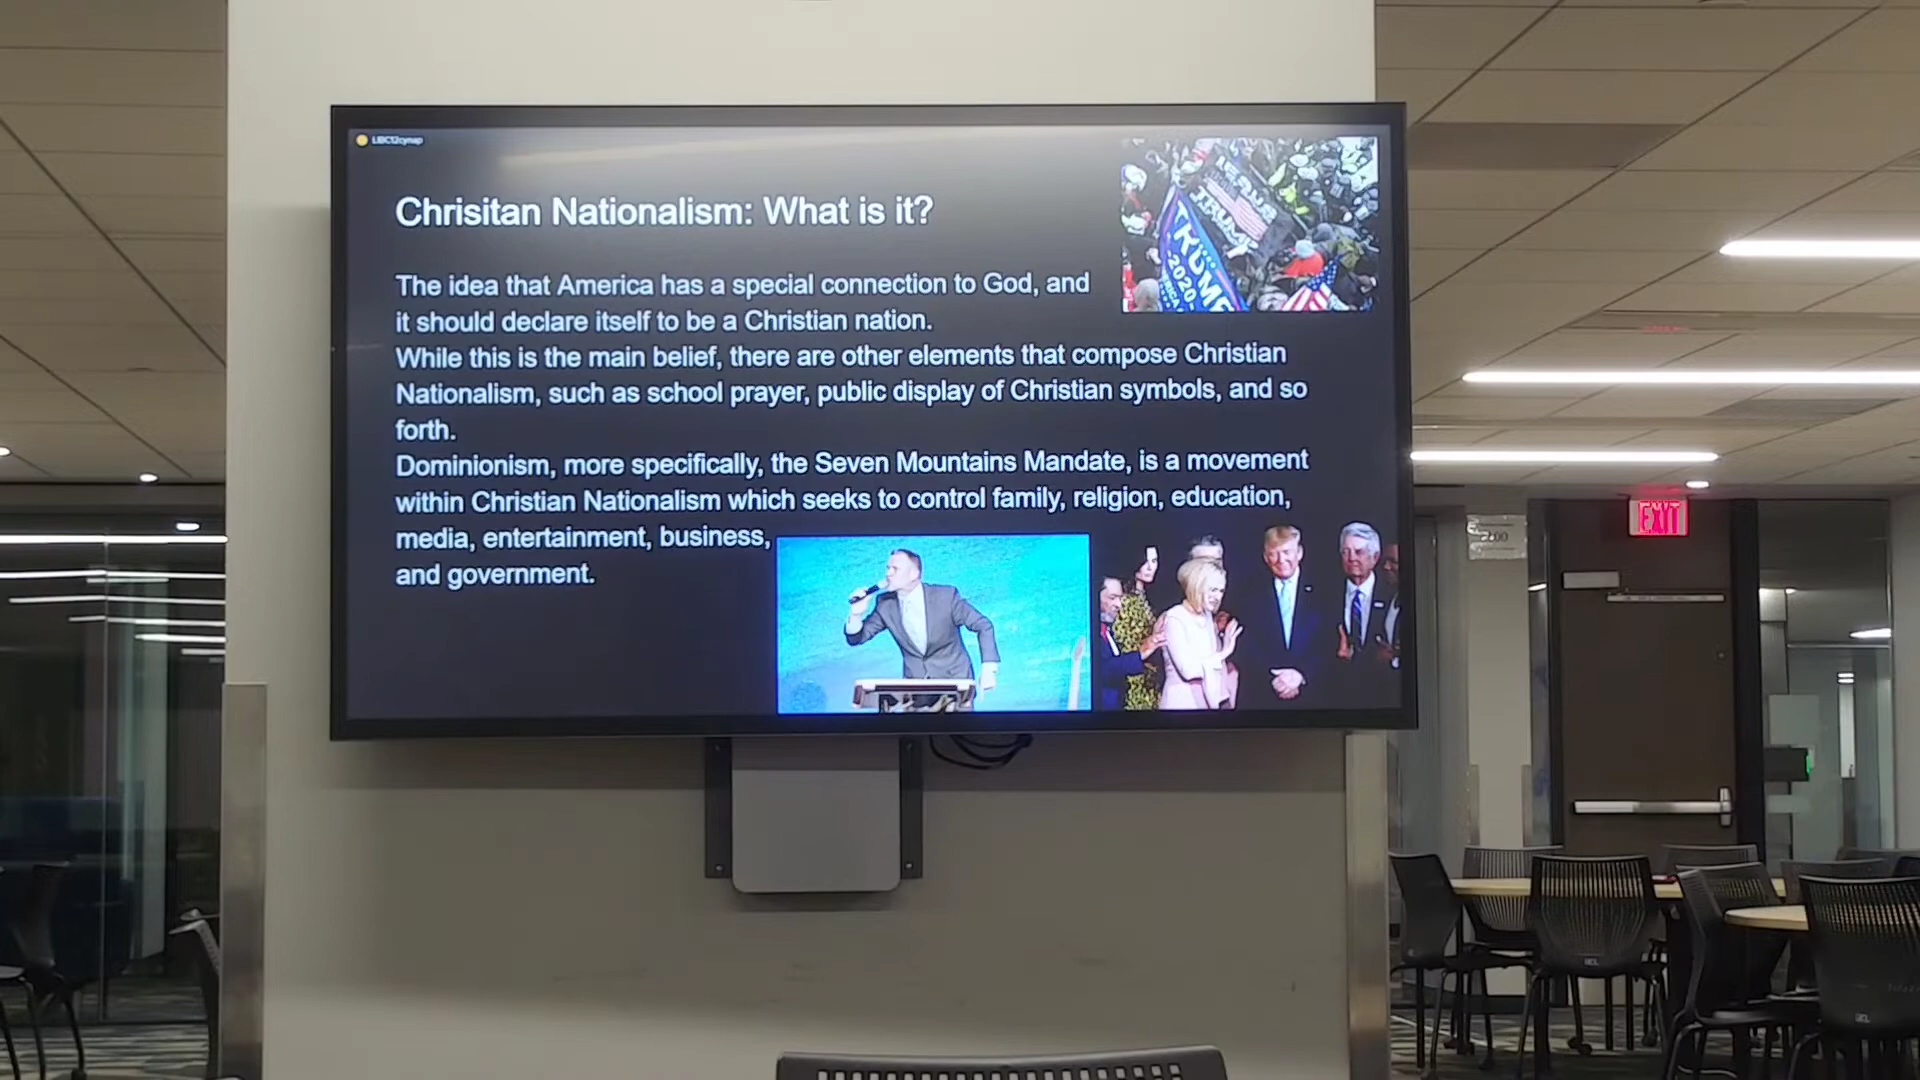 Chrisitan Nationalism: What is it?
The idea that America has a special connection to God, and
it should declare itself to be a Christian nation.
While this is the main belief, there are other elements that compose Christian
Nationalism, such as school prayer, public display of Christian symbols, and so
forth.
Dominionism, more specifically, the Seven Mountains Mandate, is a movement
within Christian Nationalism which seeks to control family, religion, education,
media, entertainment, business,
and government.
JESUS
TRUMP
TRUMP
2020
EXIT